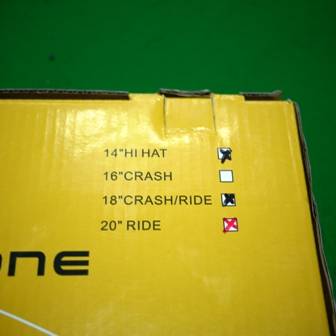 14"HI HAT
16"CRASH
18"CRASH/RIDE
20" RIDE
ONE